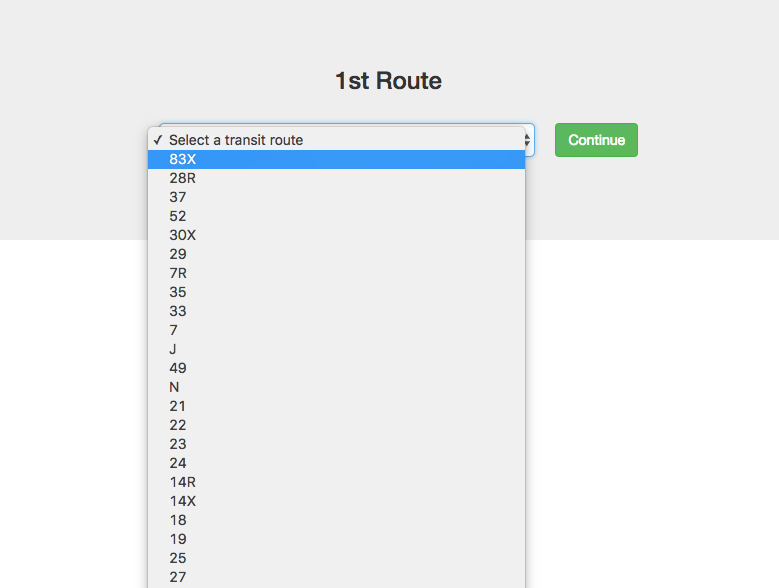 1st Route
✓ Select a transit route
Continue
83X
28R
37
52
30X
29
7R
35
33
7
J
49
N
21
22
23
24
14R
14X
18
19
25
27